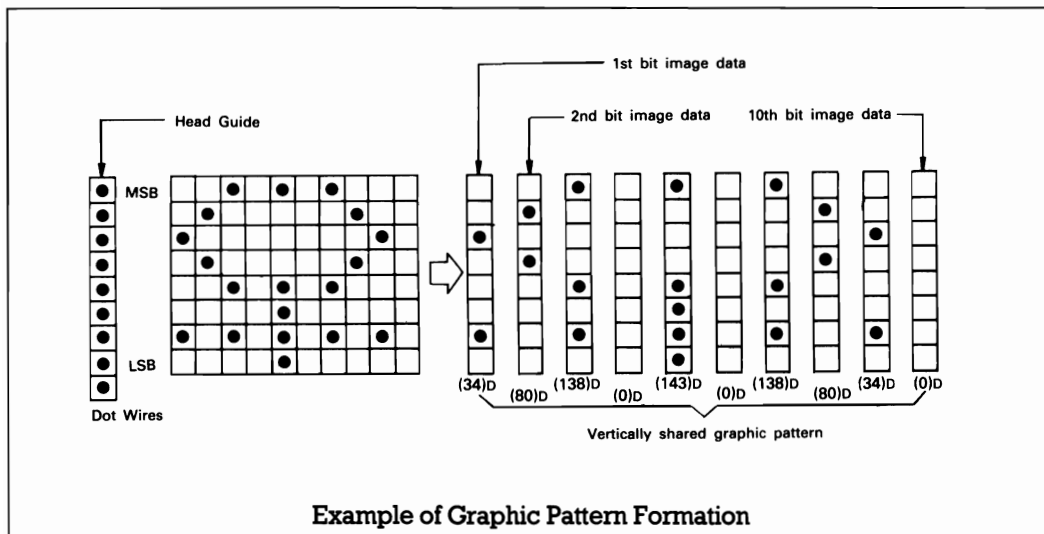 1st bit image data
Head Guide
2nd bit image data
10th bit image data
MSB
LSB
Dot Wires
(34)D
(80)D
(138)D
(0)D
(143)D
(0)D
(138)D
(80)D
(34)D
(0)D
Vertically shared graphic pattern
Example of Graphic Pattern Formation